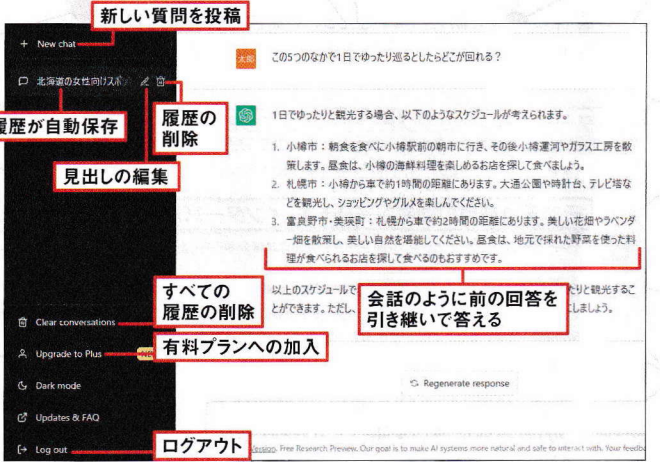 新しい質問を投稿
+ New chat
北海道の女性向けスポ
履歴が自動保存
履歴の
削除
見出しの編集
すべての
履歴の削除
Clear conversations
有料プランへの加入
Upgrade to Plus
NEW
Dark mode
Updates & FAQ
Log out
ログアウト
太郎
この5つのなかで1日でゆったり巡るとしたらどこが回れる?
1日でゆったりと観光する場合、以下のようなスケジュールが考えられます。
1. 小樽市:朝食を食べに小樽駅前の朝市に行き、その後小樽運河やガラス工房を散
策します。昼食は、小樽の海鮮料理を楽しめるお店を探して食べましょう。
2. 札幌市:小樽から車で約1時間の距離にあります。大通公園や時計台、テレビ塔な
どを観光し、ショッピングやグルメを楽しんでください。
3. 富良野市・美瑛町:札幌から車で約2時間の距離にあります。美しい花畑やラベンダ
ー畑を散策し、美しい自然を堪能してください。昼食は、地元で採れた野菜を使った料
理が食べられるお店を探して食べるのもおすすめです。
以上のスケジュールで たりと観光するこ
とができます。ただし、 にしましょう。
会話のように前の回答を
引き継いで答える
Regenerate response
Version. Free Research Preview. Our goal is to make AI systems more natural and safe to interact with. Your feedb